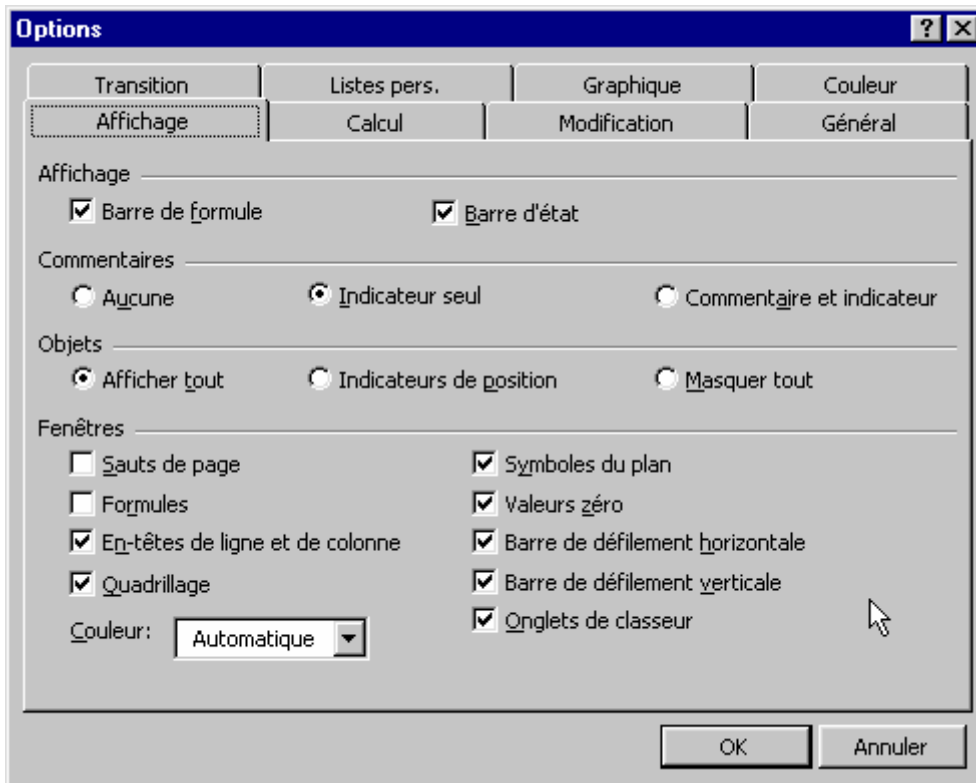 Options
Transition Listes pers. Graphique Couleur
Affichage Calcul Modification Général
Affichage
Barre de formule Barre d'état
Commentaires
Aucune Indicateur seul Commentaire et indicateur
Objets
Afficher tout Indicateurs de position Masquer tout
Fenêtres
Sauts de page Symboles du plan
Formules Valeurs zéro
En-têtes de ligne et de colonne Barre de défilement horizontale
Quadrillage Barre de défilement verticale
Couleur: Automatique Onglets de classeur
OK Annuler